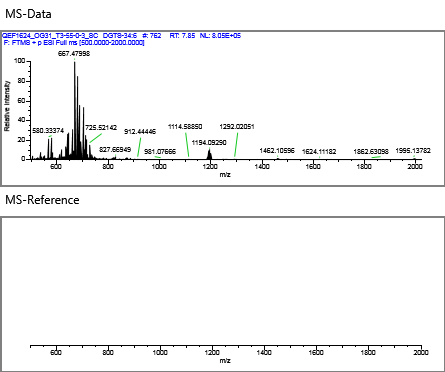 MS-Data
QEF1624_OG31_T3-55-0-3_SC DGTS-34:6 #: 762 RT: 7.85 NL: 8.05E+05
F: FTMS + p ESI Full ms [500.0000-2000.0000]
667.47998
100
80
60
40
20
0
Relative Intensity
580.33374
725.52142
827.66949
912.44446
981.07666
1114.58850
1194.09290
1292.02051
1462.10596
1624.11182
1862.63098
1995.13782
600 800 1000 1200 1400 1600 1800 2000
m/z
MS-Reference
600 800 1000 1200 1400 1600 1800 2000
m/z